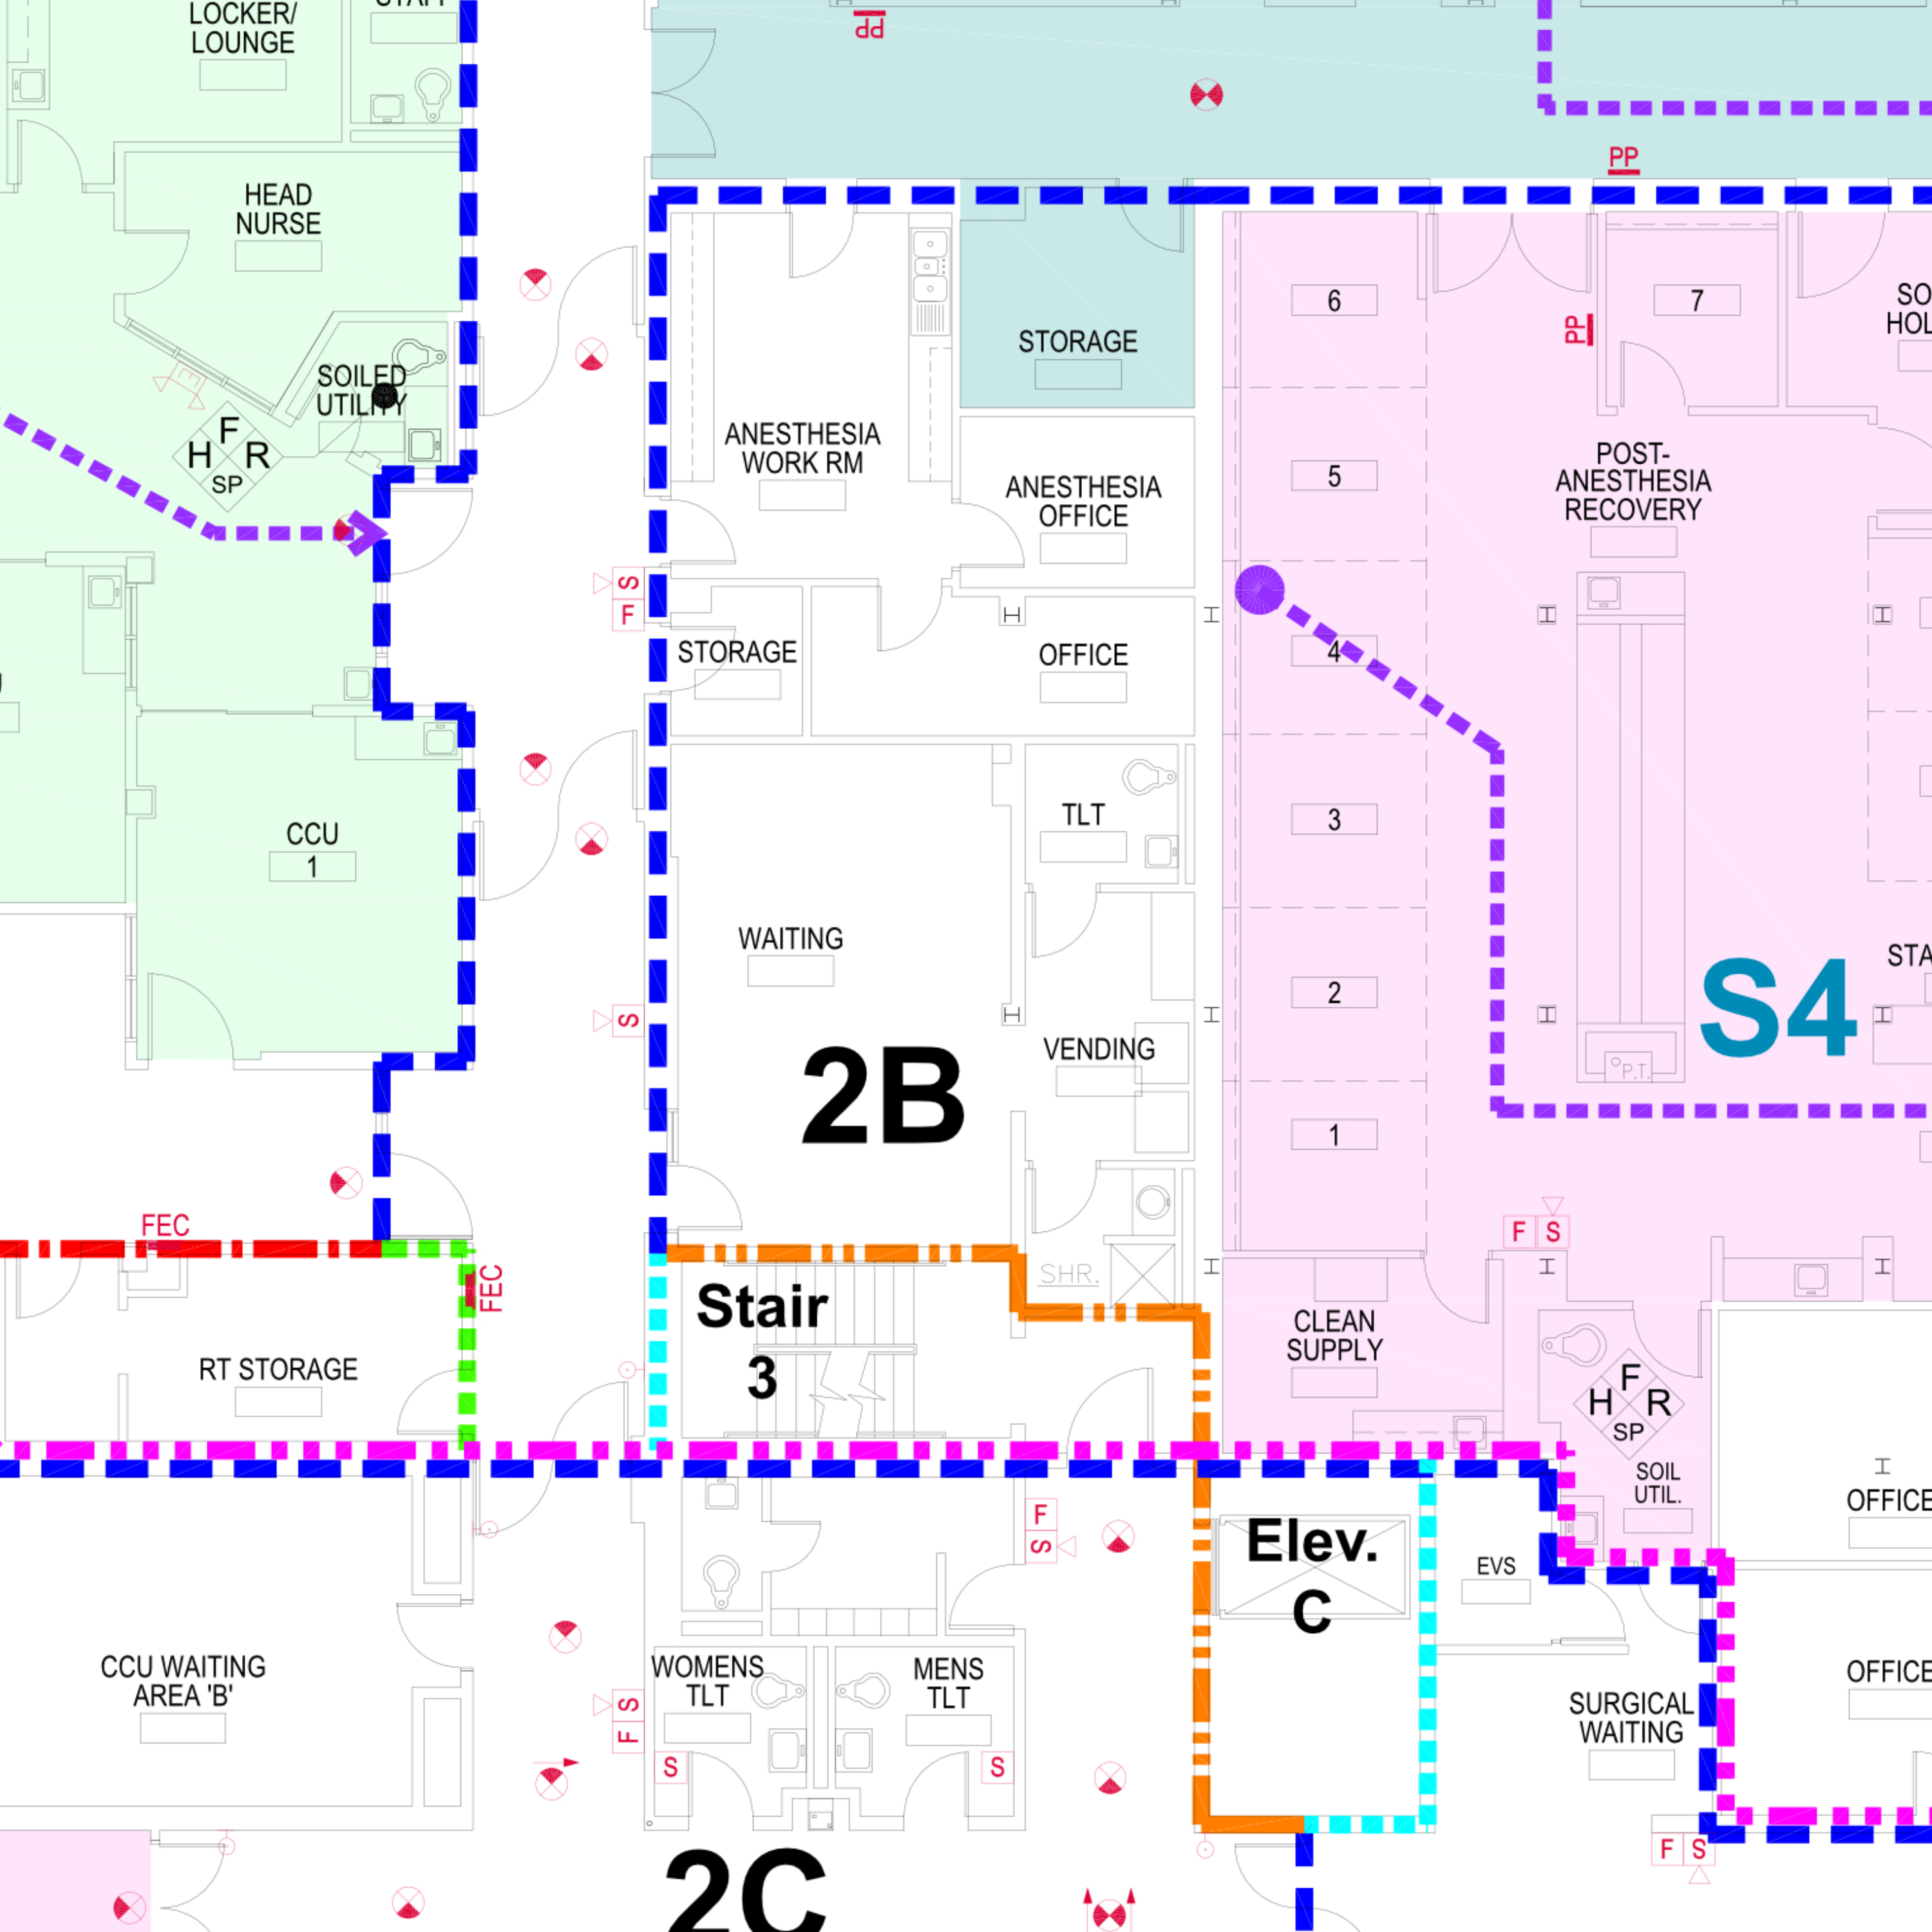 LOCKER/
LOUNGE
STAFF
PP
HEAD
NURSE
PP
6
7
PP
STORAGE
SOILED
UTILITY
E
F
H R
SP
ANESTHESIA
WORK RM
5
POST-
ANESTHESIA
RECOVERY
ANESTHESIA
OFFICE
S
F
STORAGE
OFFICE
4
TLT
3
CCU
1
WAITING
S4
2
S
2B
VENDING
P.T.
1
FEC
F S
FEC
SHR.
Stair
3
CLEAN
SUPPLY
RT STORAGE
F
H R
SP
SOIL
UTIL.
OFFICE
F
S
Elev.
C
EVS
CCU WAITING
AREA 'B'
WOMENS
TLT
MENS
TLT
OFFICE
SURGICAL
WAITING
S
F
S
S
F S
2C